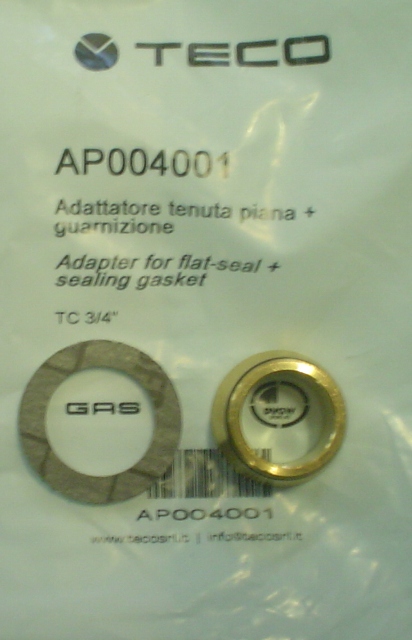 TECO
AP004001
Adattatore tenuta piana +
guarnizione
Adapter for flat-seal +
sealing gasket
TC 3/4"
GAS
AP004001
www.tecosrl.it | info@tecosrl.it